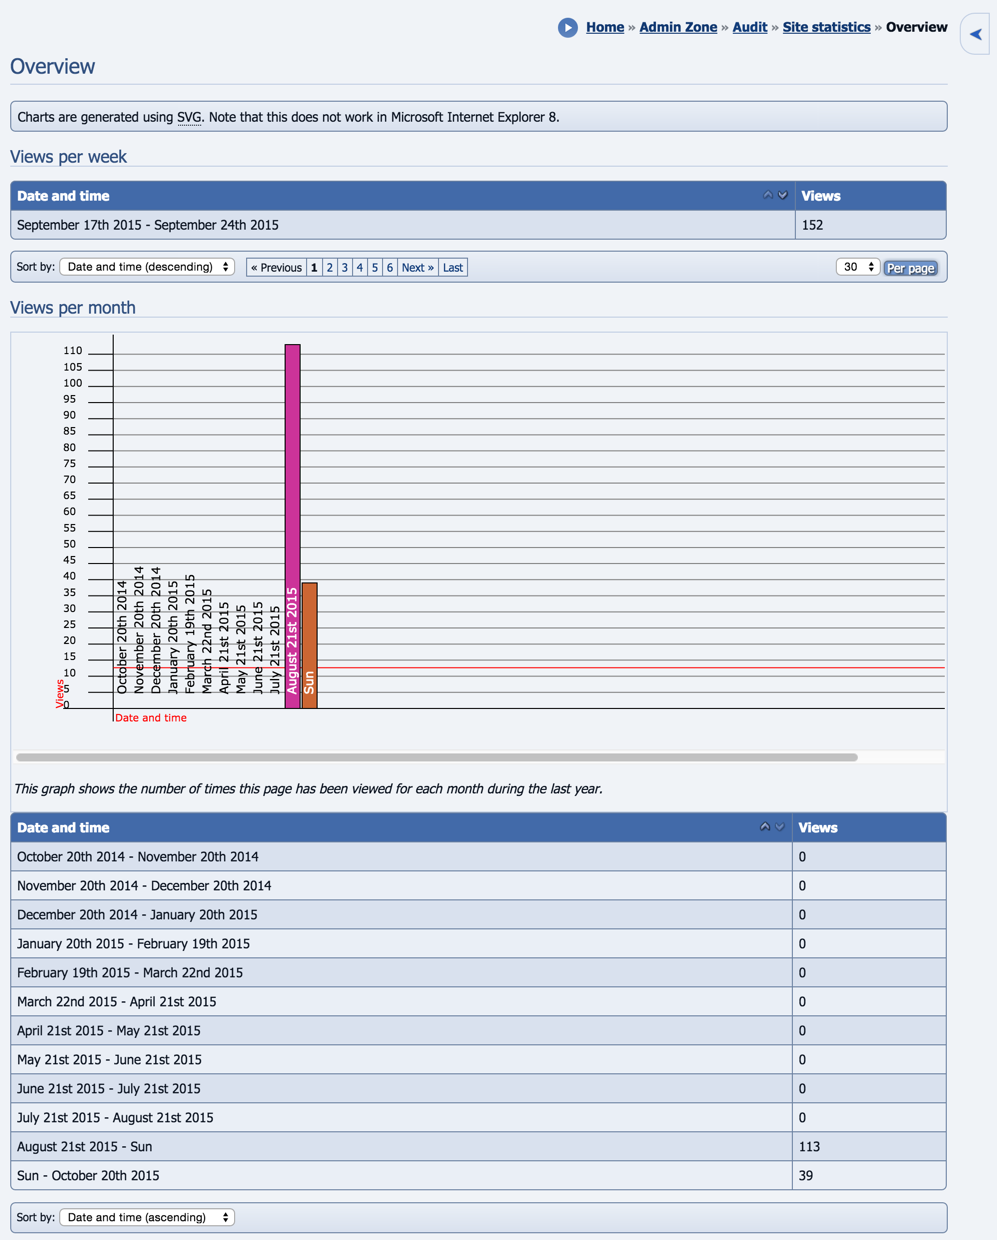 Home » Admin Zone » Audit » Site statistics » Overview
Overview
Charts are generated using SVG. Note that this does not work in Microsoft Internet Explorer 8.
Views per week
Date and time Views
September 17th 2015 - September 24th 2015 152
Sort by: Date and time (descending) « Previous 1 2 3 4 5 6 Next » Last 30 Per page
Views per month
110
105
100
95
90
85
80
75
70
65
60
55
50
45
40
35
30
25
20
15
10
5
0
Views
October 20th 2014
November 20th 2014
December 20th 2014
January 20th 2015
February 19th 2015
March 22nd 2015
April 21st 2015
May 21st 2015
June 21st 2015
July 21st 2015
August 21st 2015
Sun
Date and time
This graph shows the number of times this page has been viewed for each month during the last year.
Date and time Views
October 20th 2014 - November 20th 2014 0
November 20th 2014 - December 20th 2014 0
December 20th 2014 - January 20th 2015 0
January 20th 2015 - February 19th 2015 0
February 19th 2015 - March 22nd 2015 0
March 22nd 2015 - April 21st 2015 0
April 21st 2015 - May 21st 2015 0
May 21st 2015 - June 21st 2015 0
June 21st 2015 - July 21st 2015 0
July 21st 2015 - August 21st 2015 0
August 21st 2015 - Sun 113
Sun - October 20th 2015 39
Sort by: Date and time (ascending)